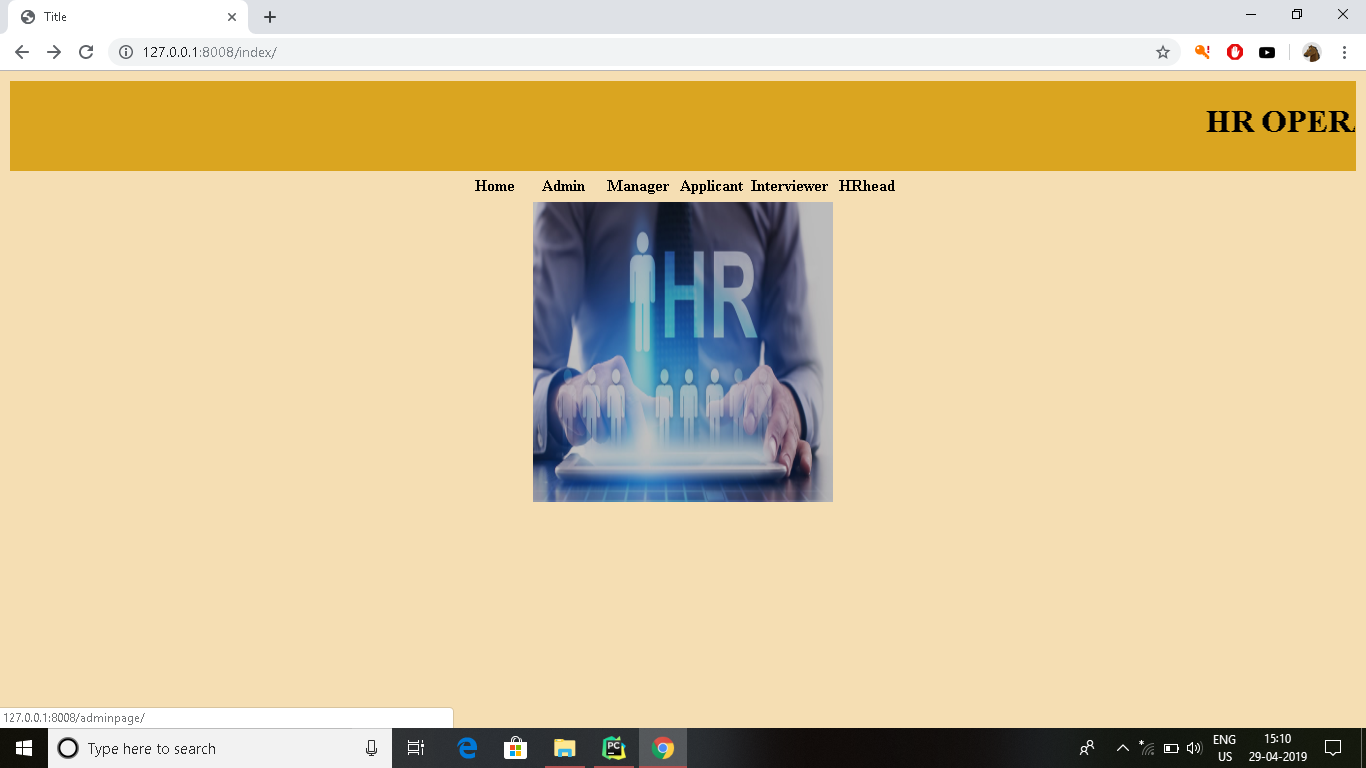 Title
127.0.0.1:8008/index/
HR OPERA
Home Admin Manager Applicant Interviewer HRhead
HR
127.0.0.1:8008/adminpage/
Type here to search
PC
ENG
US
15:10
29-04-2019